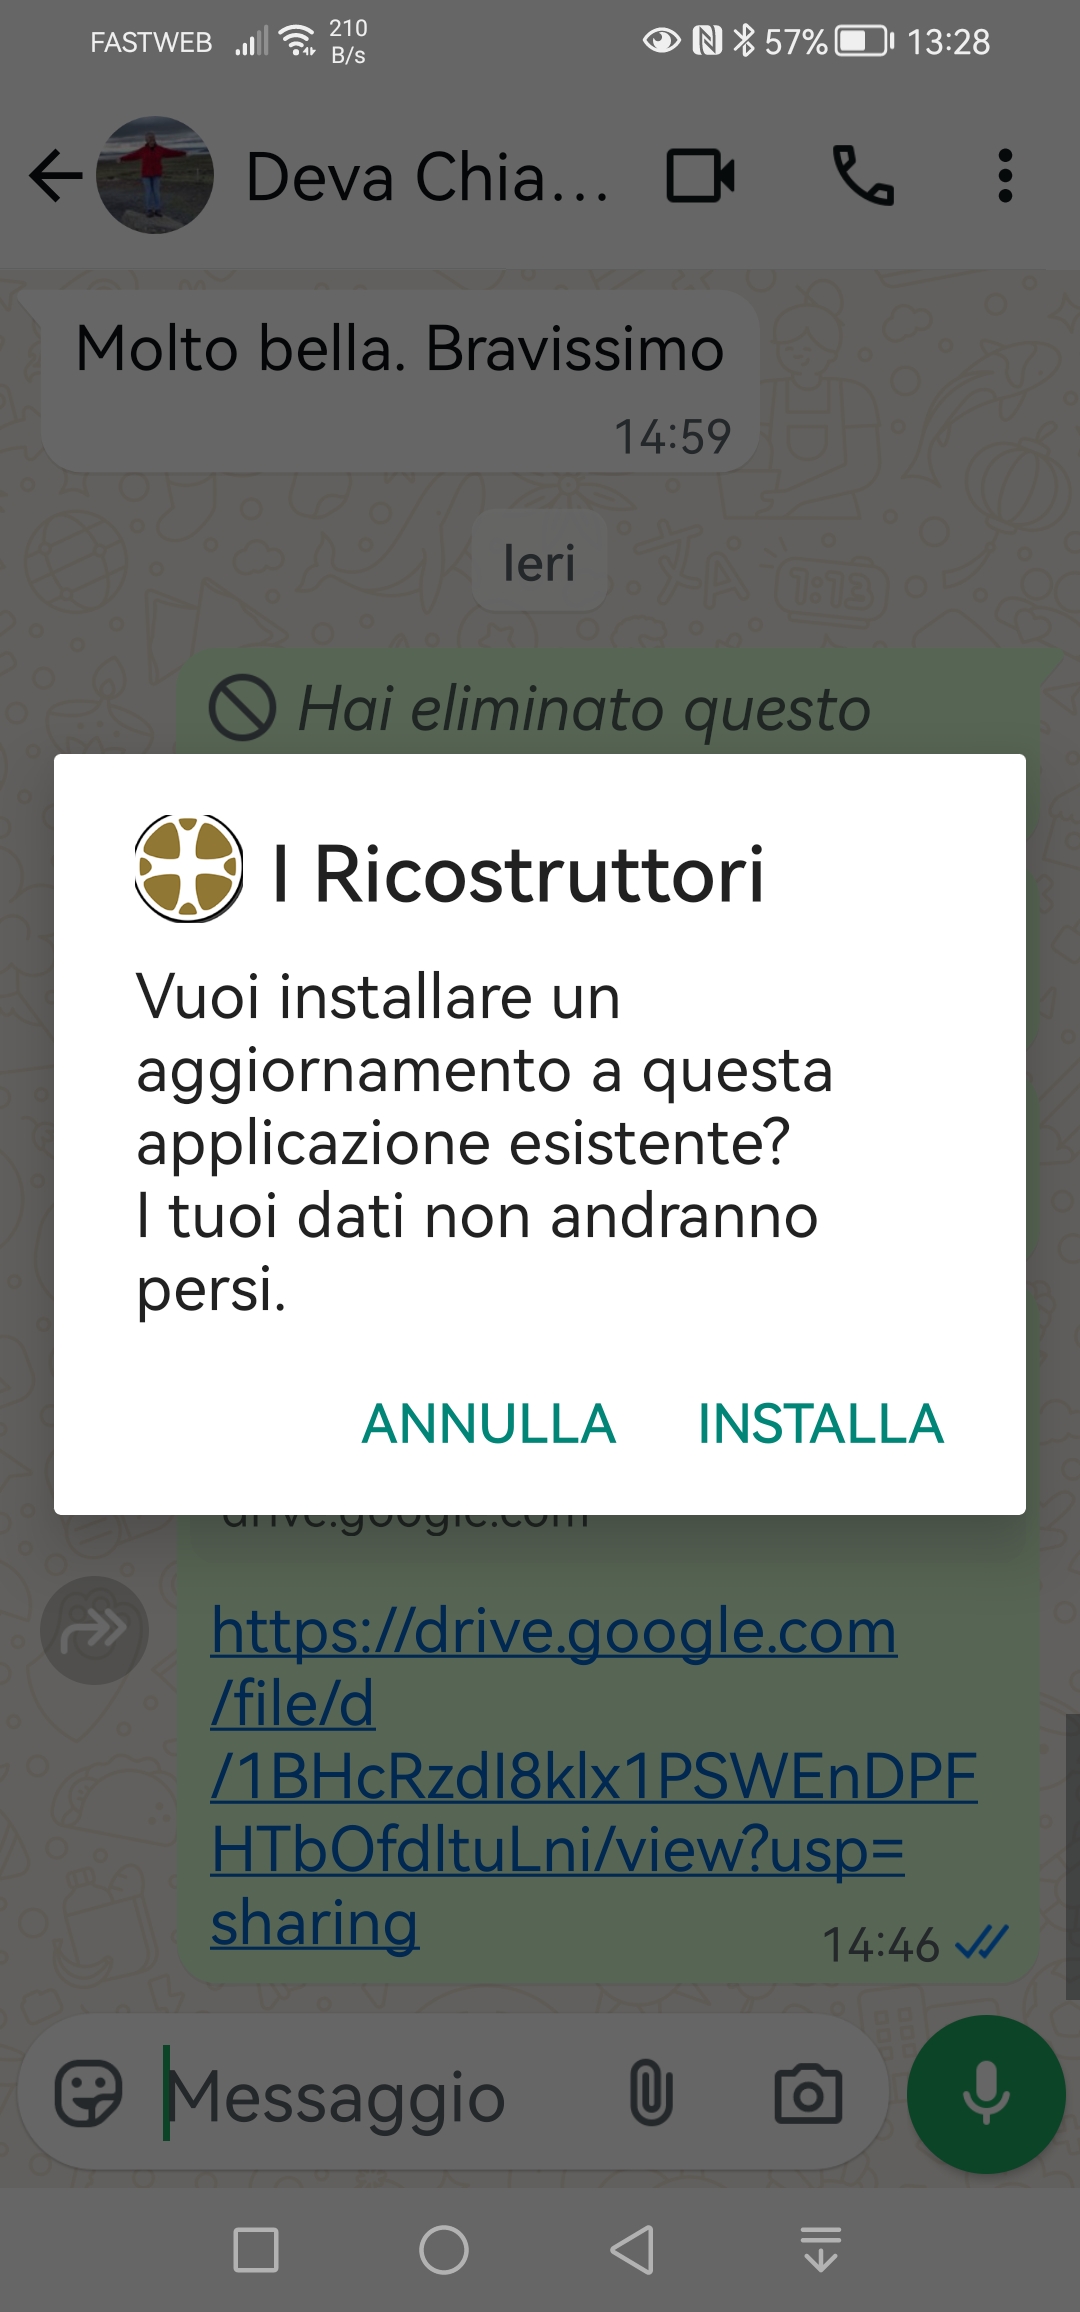 FASTWEB 210 B/s 57% 13:28
Deva Chia...
Molto bella. Bravissimo
14:59
Ieri
Hai eliminato questo
I Ricostruttori
Vuoi installare un
aggiornamento a questa
applicazione esistente?
I tuoi dati non andranno
persi.
ANNULLA INSTALLA
drive.google.com
https://drive.google.com
/file/d
/1BHcRzdI8klx1PSWEnDPF
HTbOfdltuLni/view?usp=
sharing
14:46
Messaggio